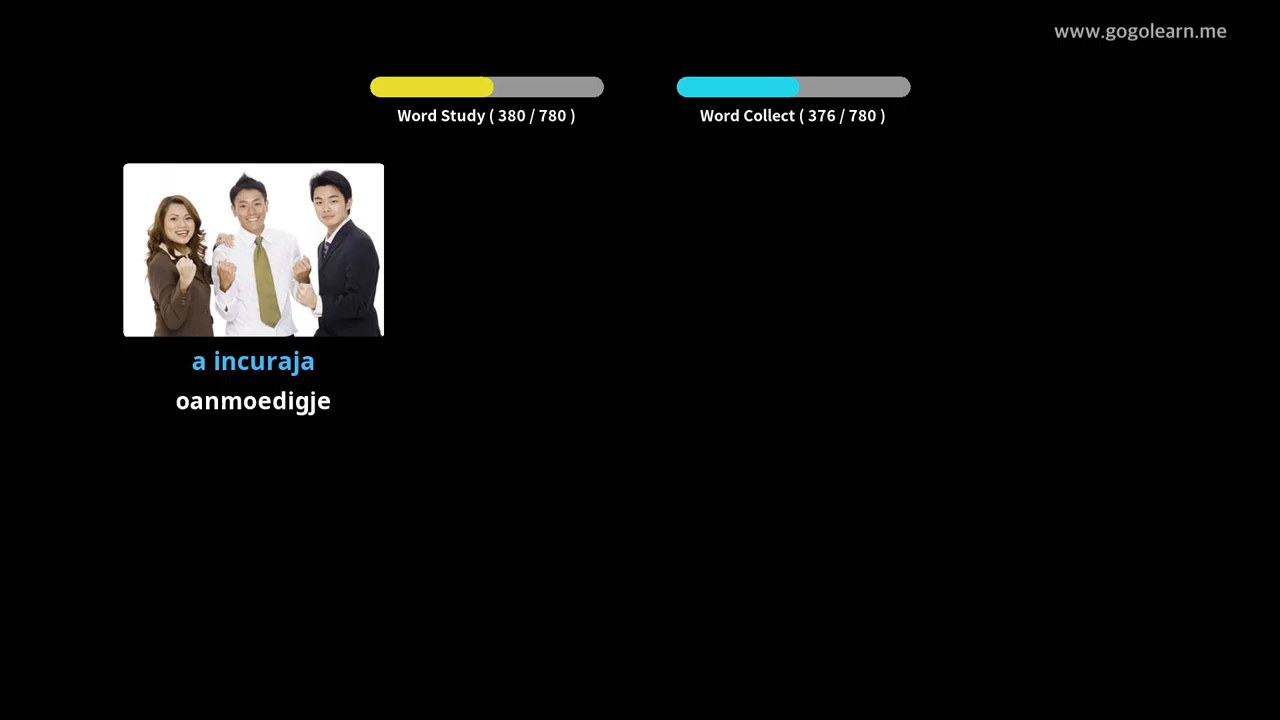 www.gogolearn.me
Word Study ( 380 / 780 )
Word Collect ( 376 / 780 )
a incuraja
oanmoedigje